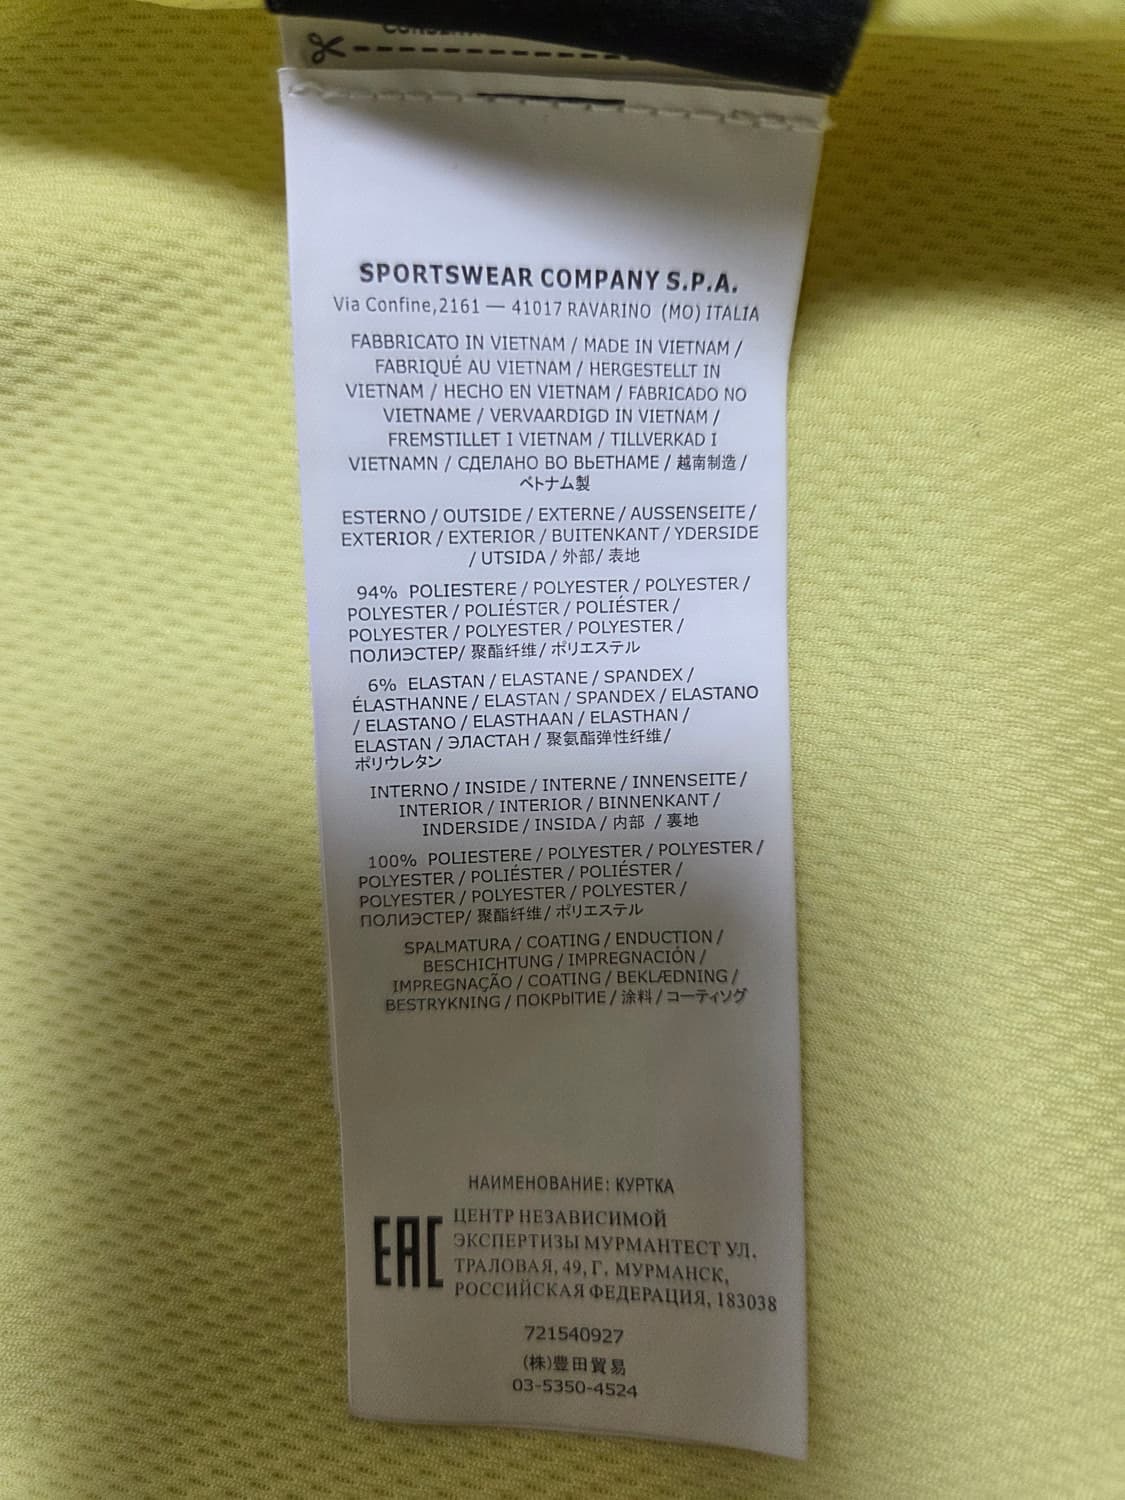 SPORTSWEAR COMPANY S.P.A.
Via Confine,2161 — 41017 RAVARINO (MO) ITALIA
FABBRICATO IN VIETNAM / MADE IN VIETNAM /
FABRIQUÉ AU VIETNAM / HERGESTELLT IN
VIETNAM / HECHO EN VIETNAM / FABRICADO NO
VIETNAME / VERVAARDIGD IN VIETNAM /
FREMSTILLET I VIETNAM / TILLVERKAD I
VIETNAMN / СДЕЛАНО ВО ВЬЕТНАМЕ / 越南制造 /
ベトナム製
ESTERNO / OUTSIDE / EXTERNE / AUSSENSEITE /
EXTERIOR / EXTERIOR / BUITENKANT / YDERSIDE
/ UTSIDA / 外部 / 表地
94% POLIESTERE / POLYESTER / POLYESTER /
POLYESTER / POLIÉSTER / POLIÉSTER /
POLYESTER / POLYESTER / POLYESTER /
ПОЛИЭСТЕР/ 聚酯纤维/ ポリエステル
6% ELASTAN / ELASTANE / SPANDEX /
ÉLASTHANNE / ELASTAN / SPANDEX / ELASTANO
/ ELASTANO / ELASTHAAN / ELASTHAN /
ELASTAN / ЭЛАСТАН / 聚氨酯弹性纤维/
ポリウレタン
INTERNO / INSIDE / INTERNE / INNENSEITE /
INTERIOR / INTERIOR / BINNENKANT /
INDERSIDE / INSIDA / 内部 / 裏地
100% POLIESTERE / POLYESTER / POLYESTER /
POLYESTER / POLIÉSTER / POLIÉSTER /
POLYESTER / POLYESTER / POLYESTER /
ПОЛИЭСТЕР/ 聚酯纤维/ ポリエステル
SPALMATURA / COATING / ENDUCTION /
BESCHICHTUNG / IMPREGNACIÓN /
IMPREGNAÇÃO / COATING / BEKLÆDNING /
BESTRYKNING / ПОКРЫТИЕ / 涂料 / コーティソグ
НАИМЕНОВАНИЕ: КУРТКА
EAC
ЦЕНТР НЕЗАВИСИМОЙ
ЭКСПЕРТИЗЫ МУРМАНТЕСТ УЛ.
ТРАЛОВАЯ, 49, Г. МУРМАНСК,
РОССИЙСКАЯ ФЕДЕРАЦИЯ, 183038
721540927
(株)豊田貿易
03-5350-4524